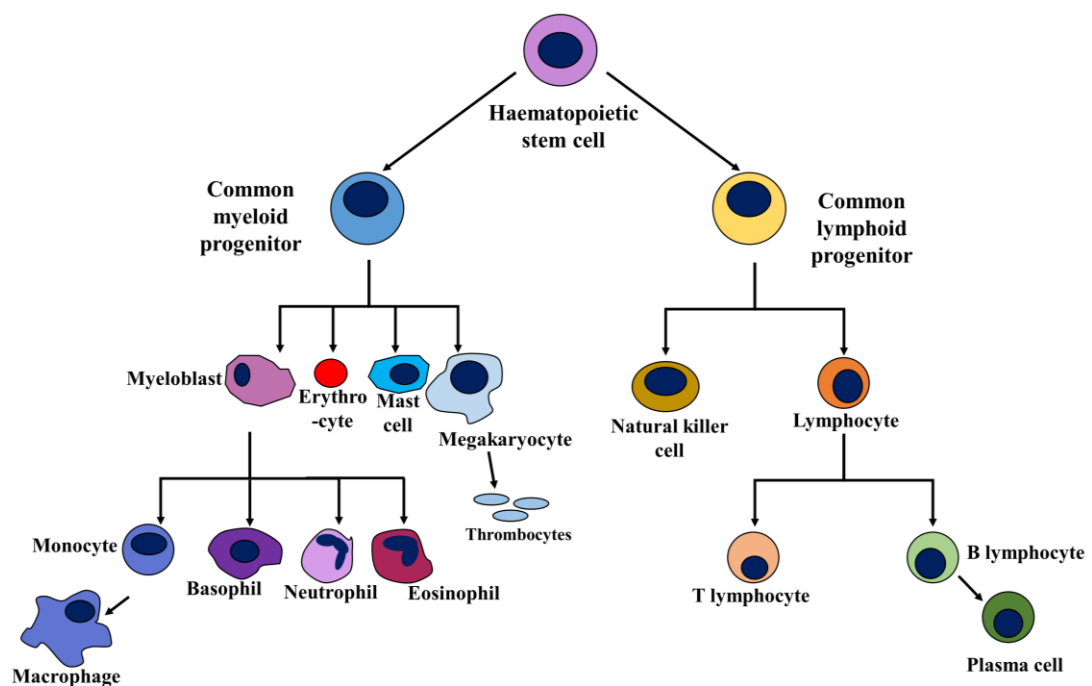 Haematopoietic
stem cell
Common
myeloid
progenitor
Common
lymphoid
progenitor
Myeloblast
Erythro
-cyte
Mast
cell
Megakaryocyte
Natural killer
cell
Lymphocyte
Thrombocytes
Monocyte
Basophil
Neutrophil
Eosinophil
T lymphocyte
B lymphocyte
Macrophage
Plasma cell